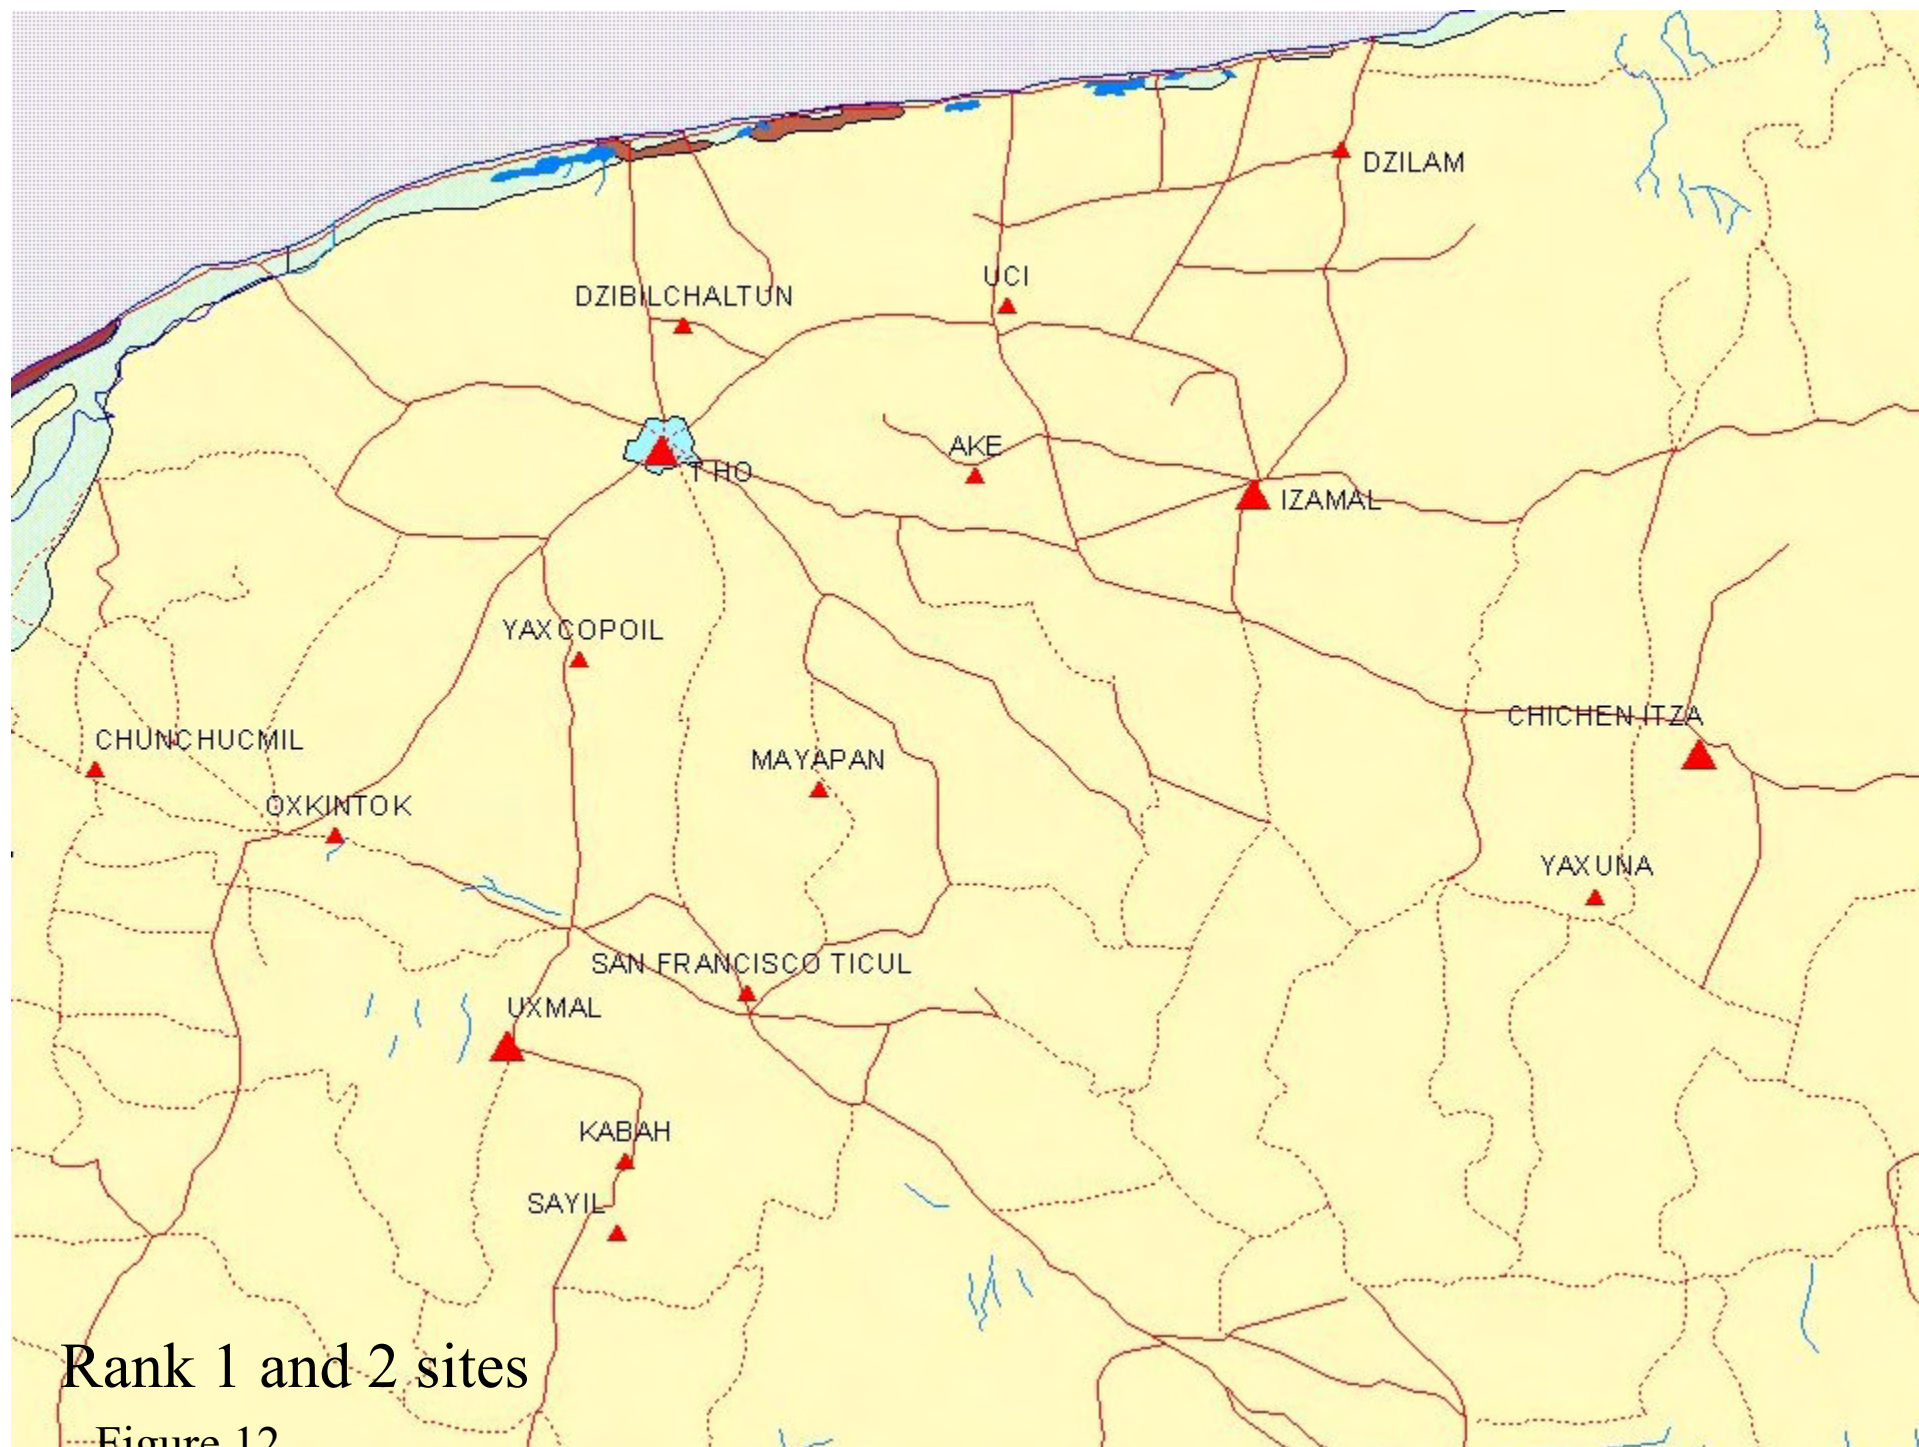 DZILAM
UCI
DZIBILCHALTUN
AKE
T HO
IZAMAL
YAXCOPOIL
CHICHEN ITZA
CHUNCHUCMIL
MAYAPAN
OXKINTOK
YAXUNA
SAN FRANCISCO TICUL
UXMAL
KABAH
SAYIL
Rank 1 and 2 sites
Figure 12